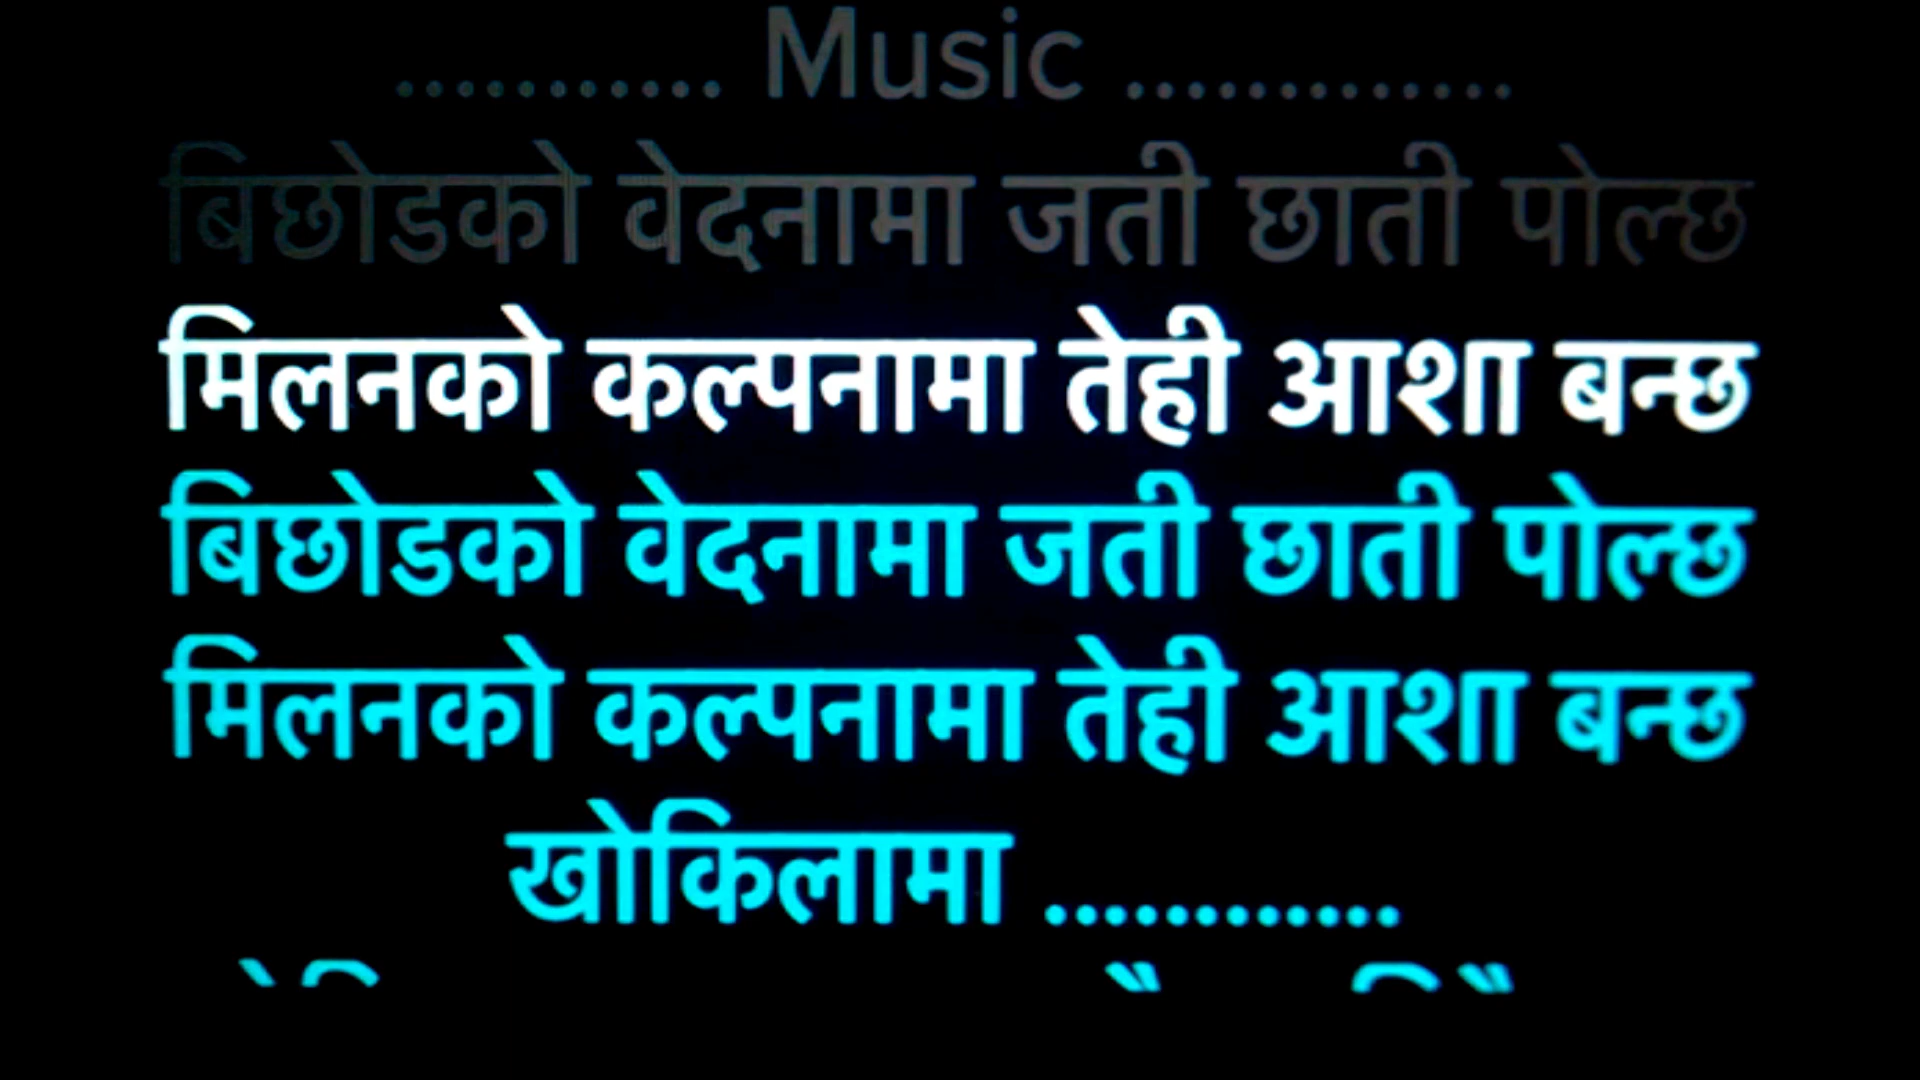 ........... Music .............
बिछोडको वेदनामा जती छाती पोल्छ
मिलनको कल्पनामा तेही आशा बन्छ
बिछोडको वेदनामा जती छाती पोल्छ
मिलनको कल्पनामा तेही आशा बन्छ
खोकिलामा ............